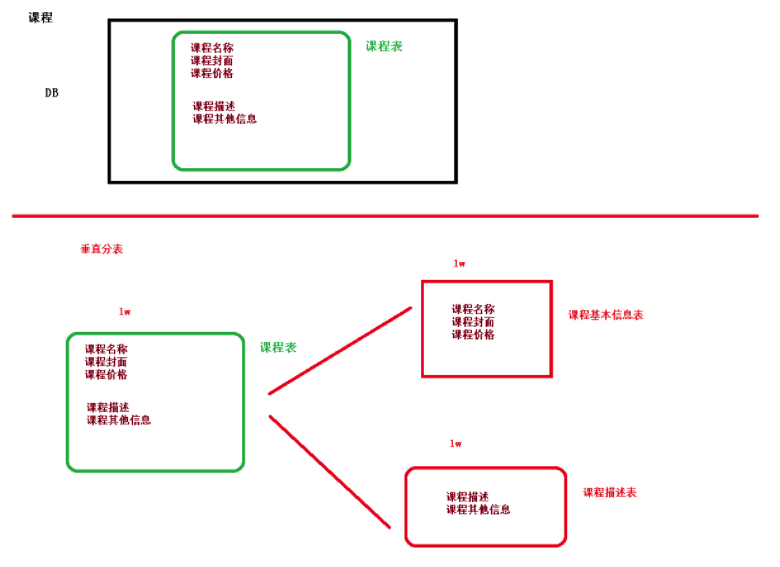 课程
课程名称
课程封面
课程价格
课程表
DB
课程描述
课程其他信息
垂直分表
1w
课程名称
课程封面
课程价格
课程描述
课程其他信息
课程表
1w
课程名称
课程封面
课程价格
课程基本信息表
1w
课程描述
课程其他信息
课程描述表